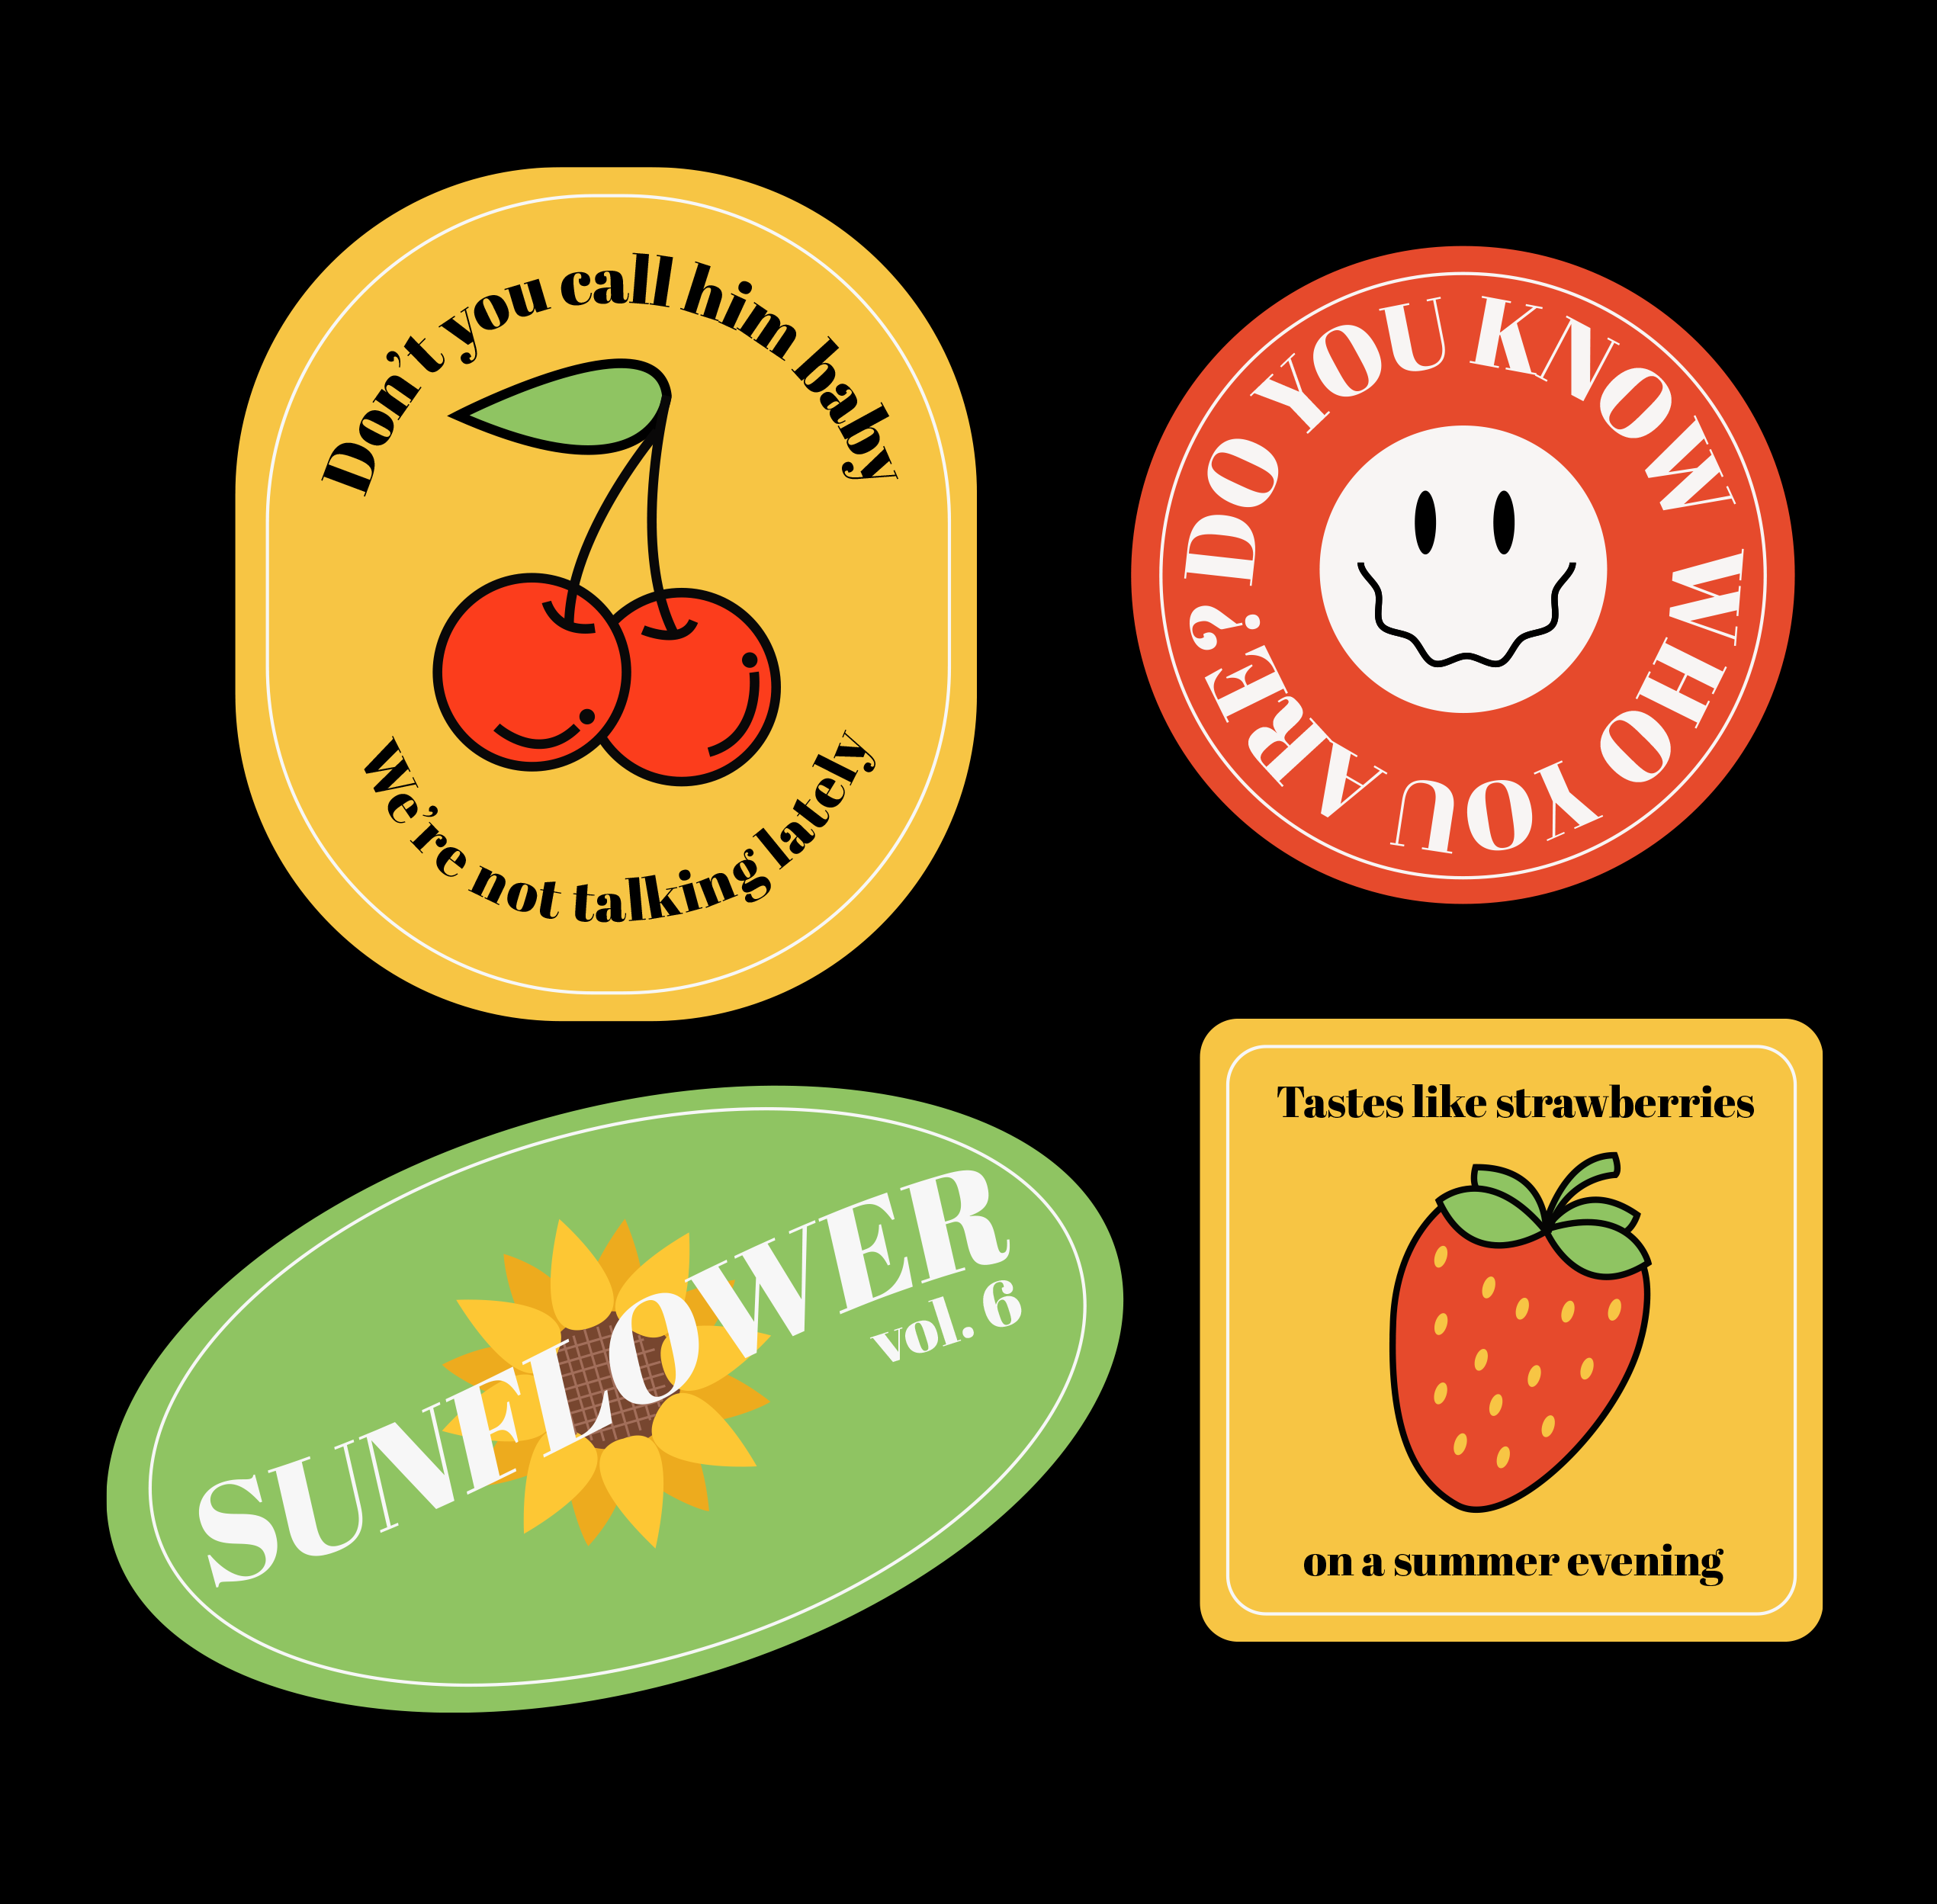 Don't you call him baby
We're not talking lately
DO YOU KNOW WHO YOU ARE?
SUNFLOWER
vol.6
Tastes like strawberries
on a summer evening